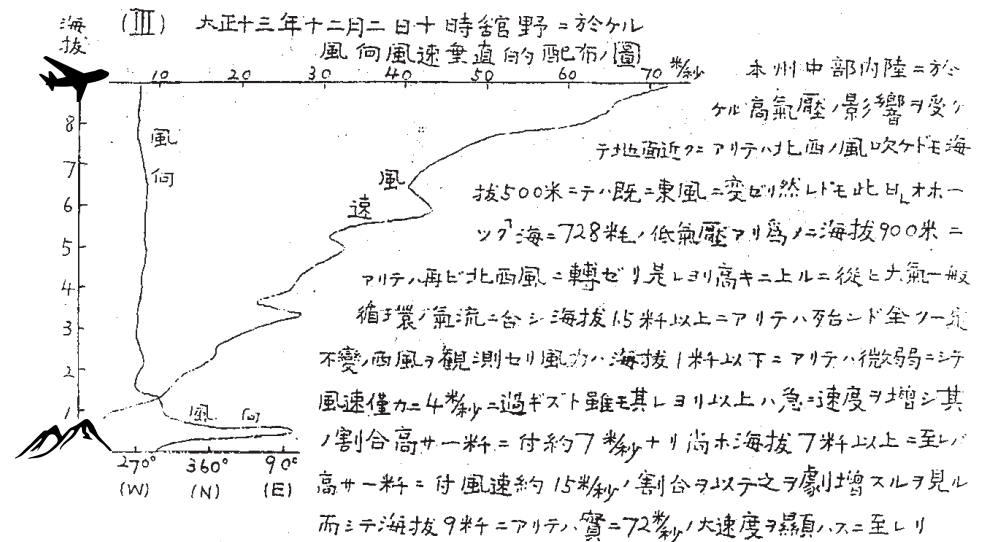 海拔
(III) 大正十三年十二月二日十時舘野ニ於ケル
風向風速垂直的配布ノ圖
10 20 30 40 50 60 70 米/秒
8
7
6
5
4
3
2
1
風向
風速
風向
270° 360° 90°
(W) (N) (E)
本州中部内陸ニ於
ケル高氣壓ノ影響ヲ受ケ
テ地面近クニアリテハ北西ノ風吹ケドモ海
拔500米ニテハ既ニ東風ニ変ゼリ然レドモ此日オホー
ツク海ニ728粍ノ低氣壓アリ爲ノニ海拔900米ニ
アリテハ再ビ北西風ニ轉ゼリ是レヨリ高キニ上ルニ從ヒ大氣一般
循環ノ氣流ニ合シ海拔1.5粁以上ニアリテハ殆ンド全ク一定
不變ノ西風ヲ観測セリ風力ハ海拔1粁以下ニアリテハ微弱ニシテ
風速僅カニ4米/秒ニ過ギズト雖モ其レヨリ以上ハ急ニ速度ヲ増シ其
ノ割合高サ一粁ニ付約7米/秒ナリ尚ホ海拔7粁以上ニ至レバ
高サ一粁ニ付風速約15米/秒ノ割合ヲ以テ之ヲ劇增スルヲ見ル
而シテ海拔9粁ニアリテハ實ニ72米/秒ノ大速度ヲ顯ハスニ至レリ